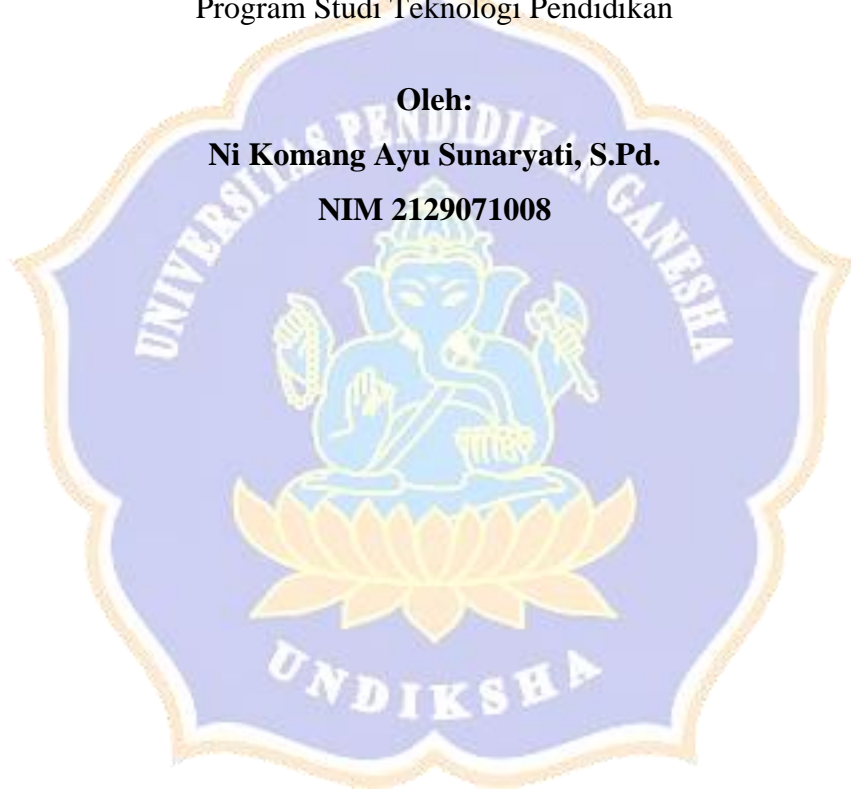 Program Studi Teknologi Pendidikan
Oleh:
Ni Komang Ayu Sunaryati, S.Pd.
NIM 2129071008
UNIVERSITAS PENDIDIKAN GANESHA
UNDIKSHA